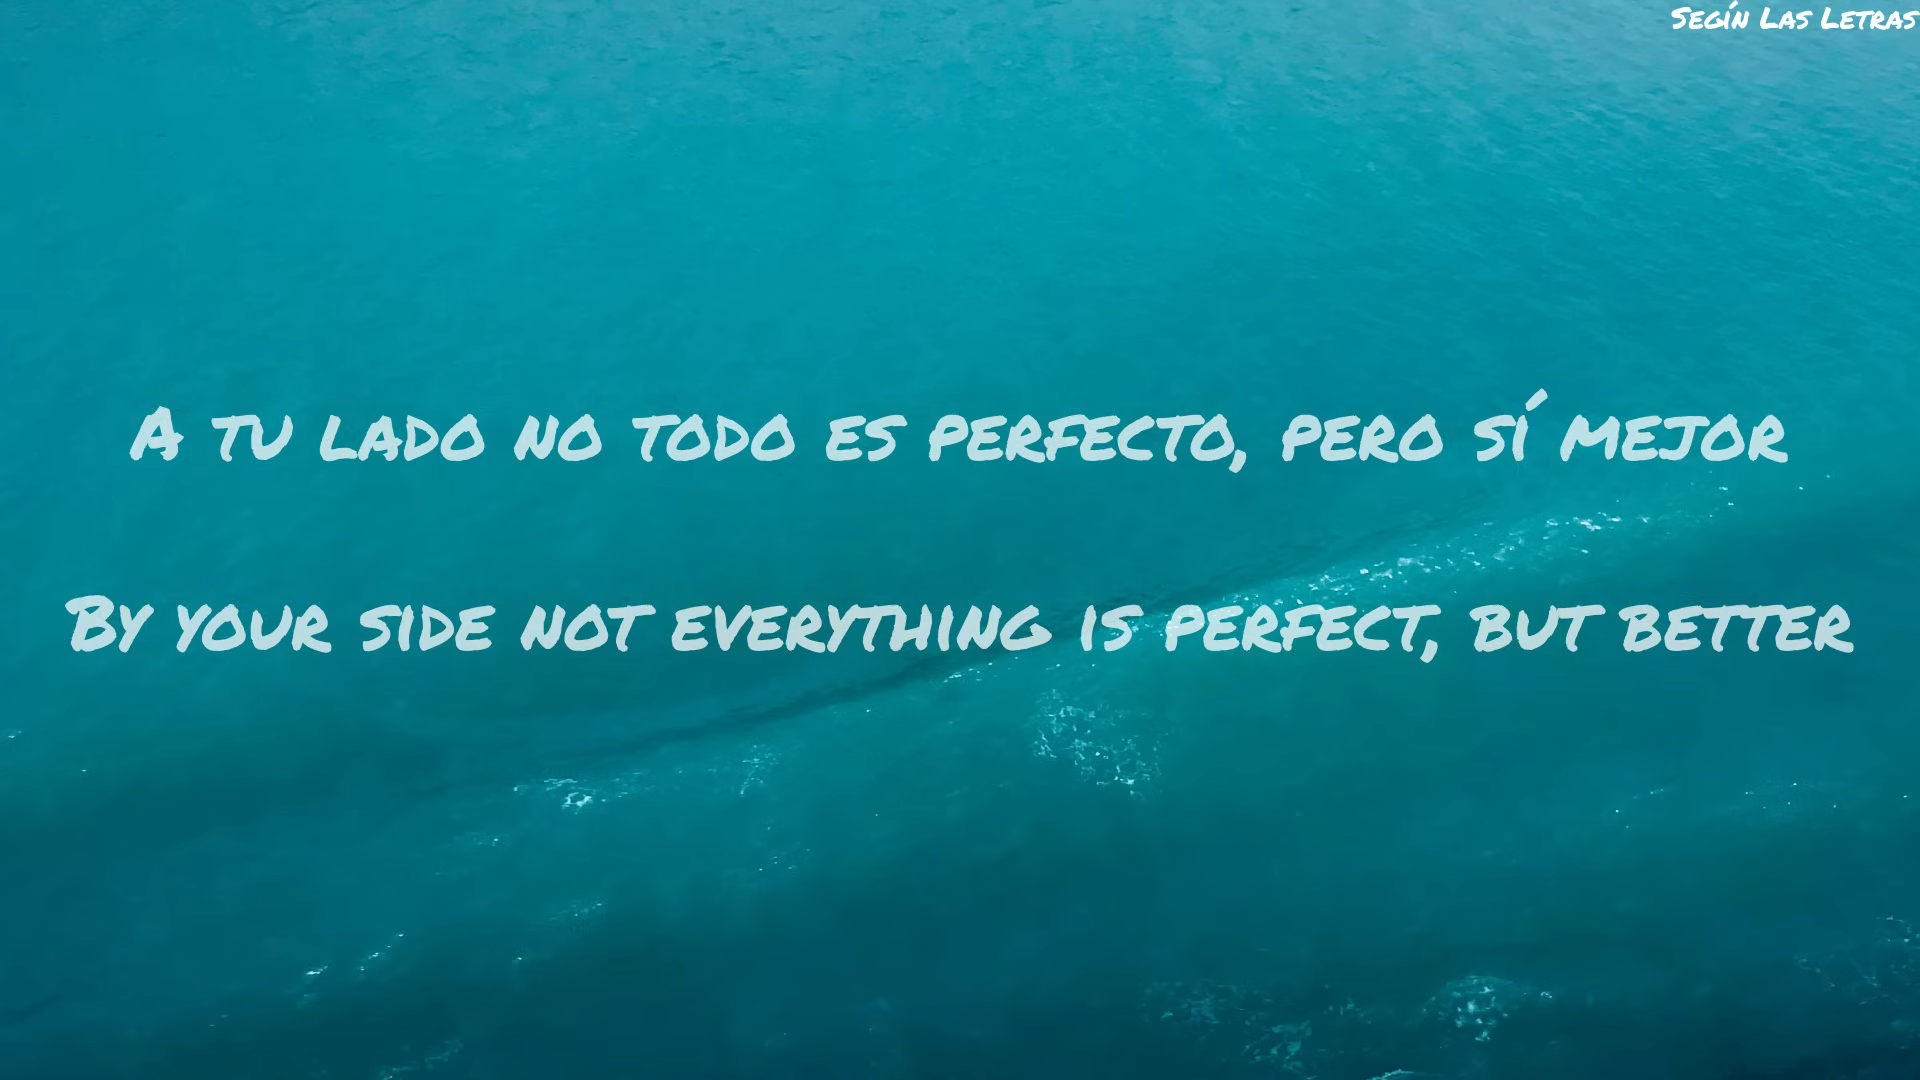 Segín Las Letras
A tu lado no todo es perfecto, pero sí mejor
By your side not everything is perfect, but better